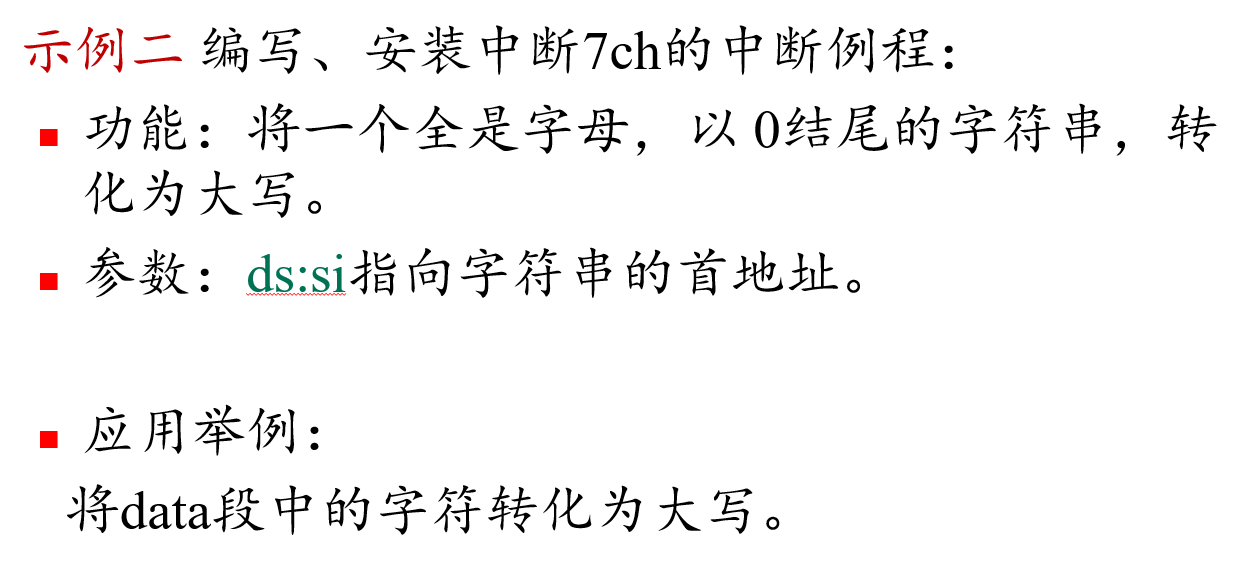 示例二 编写、安装中断7ch的中断例程：
功能：将一个全是字母，以 0结尾的字符串，转
化为大写。
参数：ds:si指向字符串的首地址。
应用举例：
将data段中的字符转化为大写。